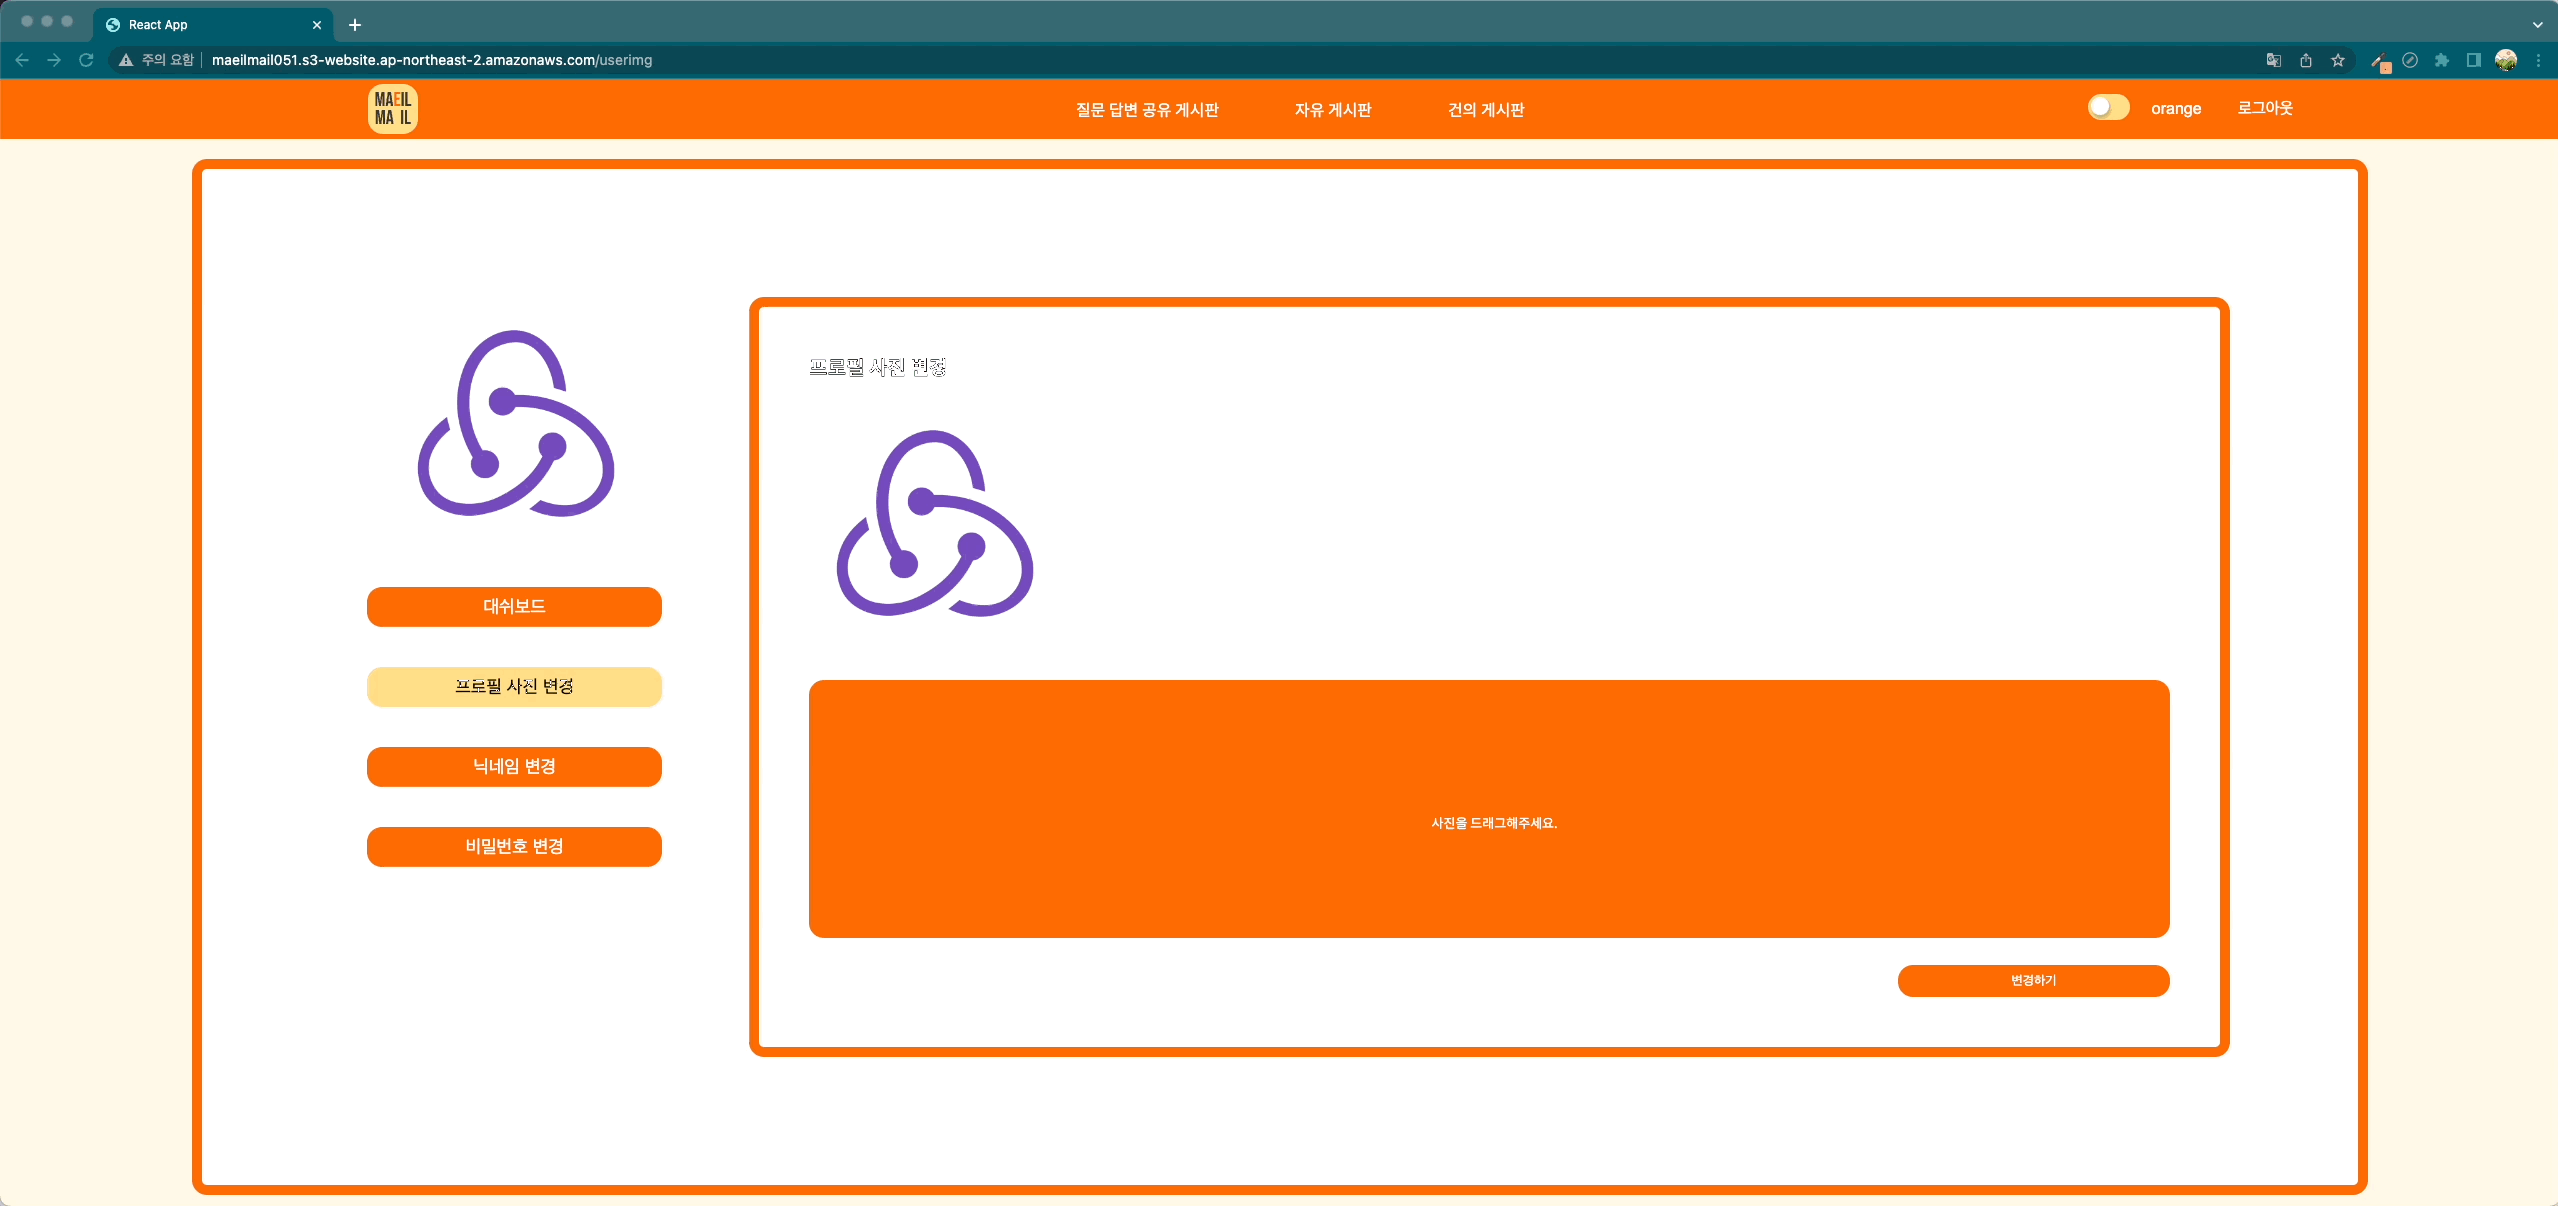 React App
주의 요함
maeilmail051.s3-website.ap-northeast-2.amazonaws.com/userimg
MAEIL
MA IL
질문 답변 공유 게시판
자유 게시판
건의 게시판
orange
로그아웃
대쉬보드
프로필 사진 변경
닉네임 변경
비밀번호 변경
프로필 사진 변경
사진을 드래그해주세요.
변경하기